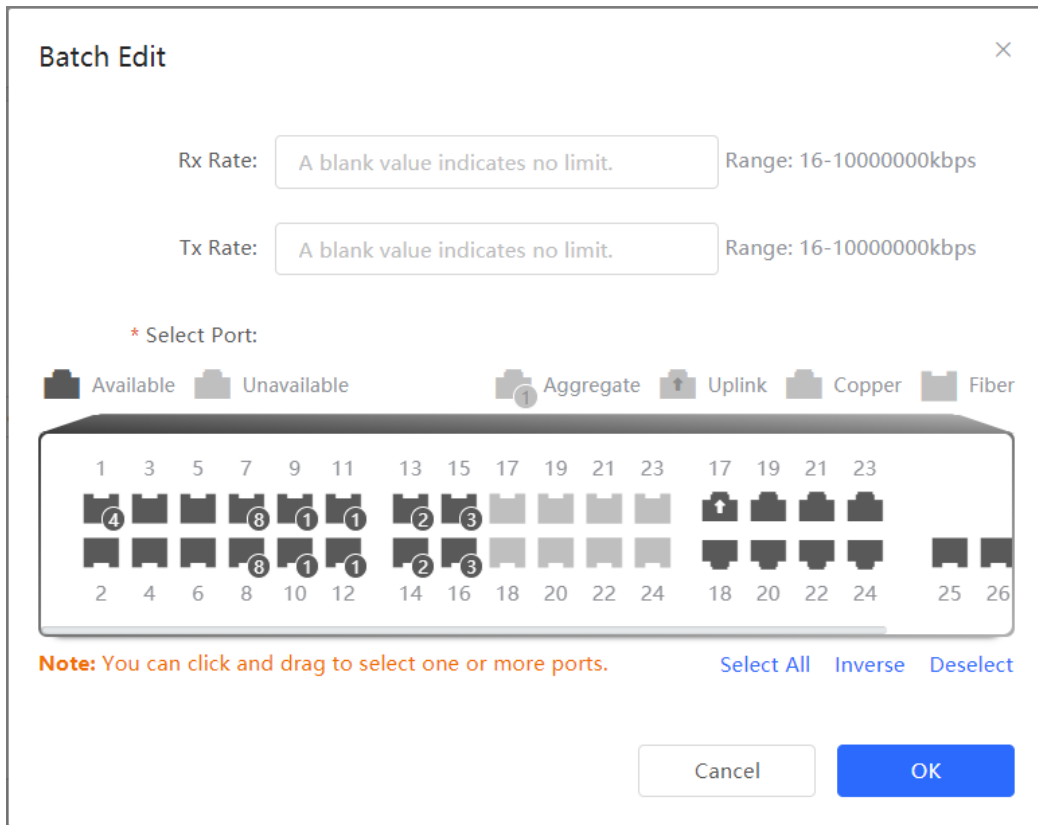 Batch Edit
Rx Rate: A blank value indicates no limit. Range: 16-10000000kbps
Tx Rate: A blank value indicates no limit. Range: 16-10000000kbps
* Select Port:
Available Unavailable 1 Aggregate Uplink Copper Fiber
1 3 5 7 9 11 13 15 17 19 21 23 17 19 21 23
4 8 1 1 2 3
8 1 1 2 3
2 4 6 8 10 12 14 16 18 20 22 24 18 20 22 24 25 26
Note: You can click and drag to select one or more ports. Select All Inverse Deselect
Cancel OK